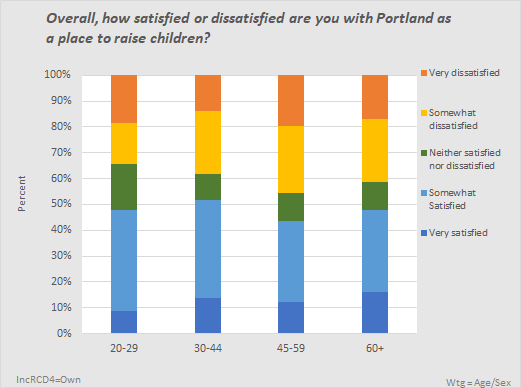 Overall, how satisfied or dissatisfied are you with Portland as
a place to raise children?
100%
90%
80%
70%
60%
50%
40%
30%
20%
10%
0%
Percent
20-29
30-44
45-59
60+
Very dissatisfied
Somewhat
dissatisfied
Neither satisfied
nor dissatisfied
Somewhat
Satisfied
Very satisfied
IncRCD4=Own
Wtg = Age/Sex